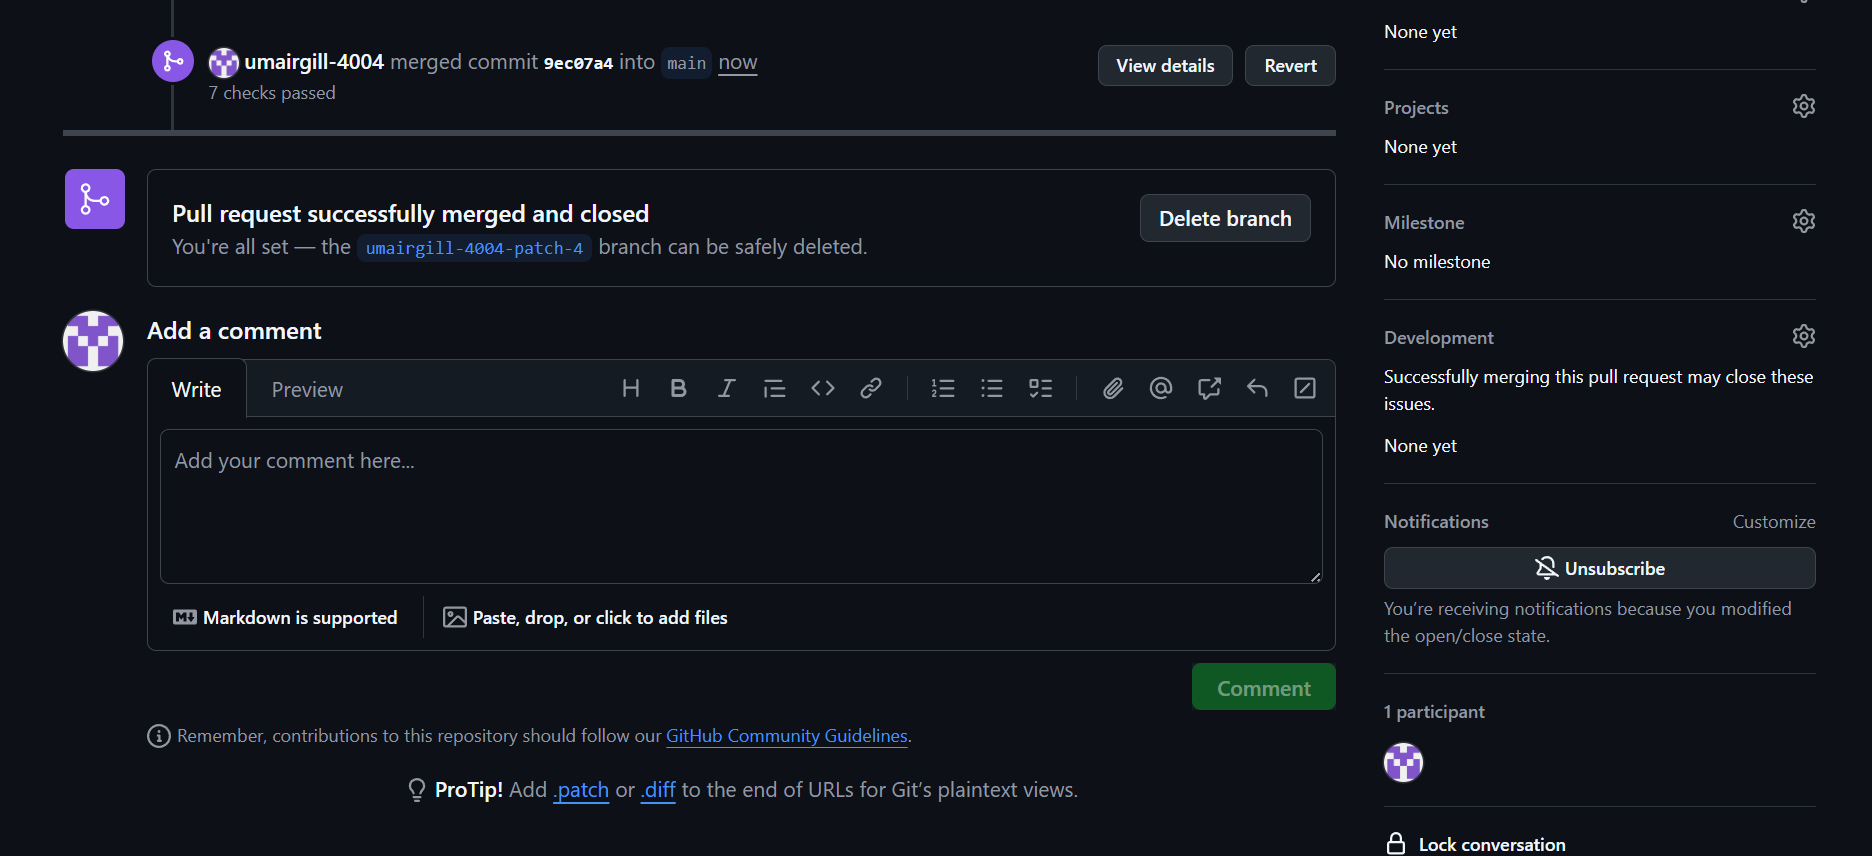 umairgill-4004 merged commit 9ec07a4 into main now
7 checks passed
View details
Revert
Pull request successfully merged and closed
You're all set — the umairgill-4004-patch-4 branch can be safely deleted.
Delete branch
Add a comment
Write
Preview
Add your comment here...
Markdown is supported
Paste, drop, or click to add files
Comment
Remember, contributions to this repository should follow our GitHub Community Guidelines.
ProTip! Add .patch or .diff to the end of URLs for Git's plaintext views.
None yet
Projects
None yet
Milestone
No milestone
Development
Successfully merging this pull request may close these
issues.
None yet
Notifications
Customize
Unsubscribe
You're receiving notifications because you modified
the open/close state.
1 participant
Lock conversation